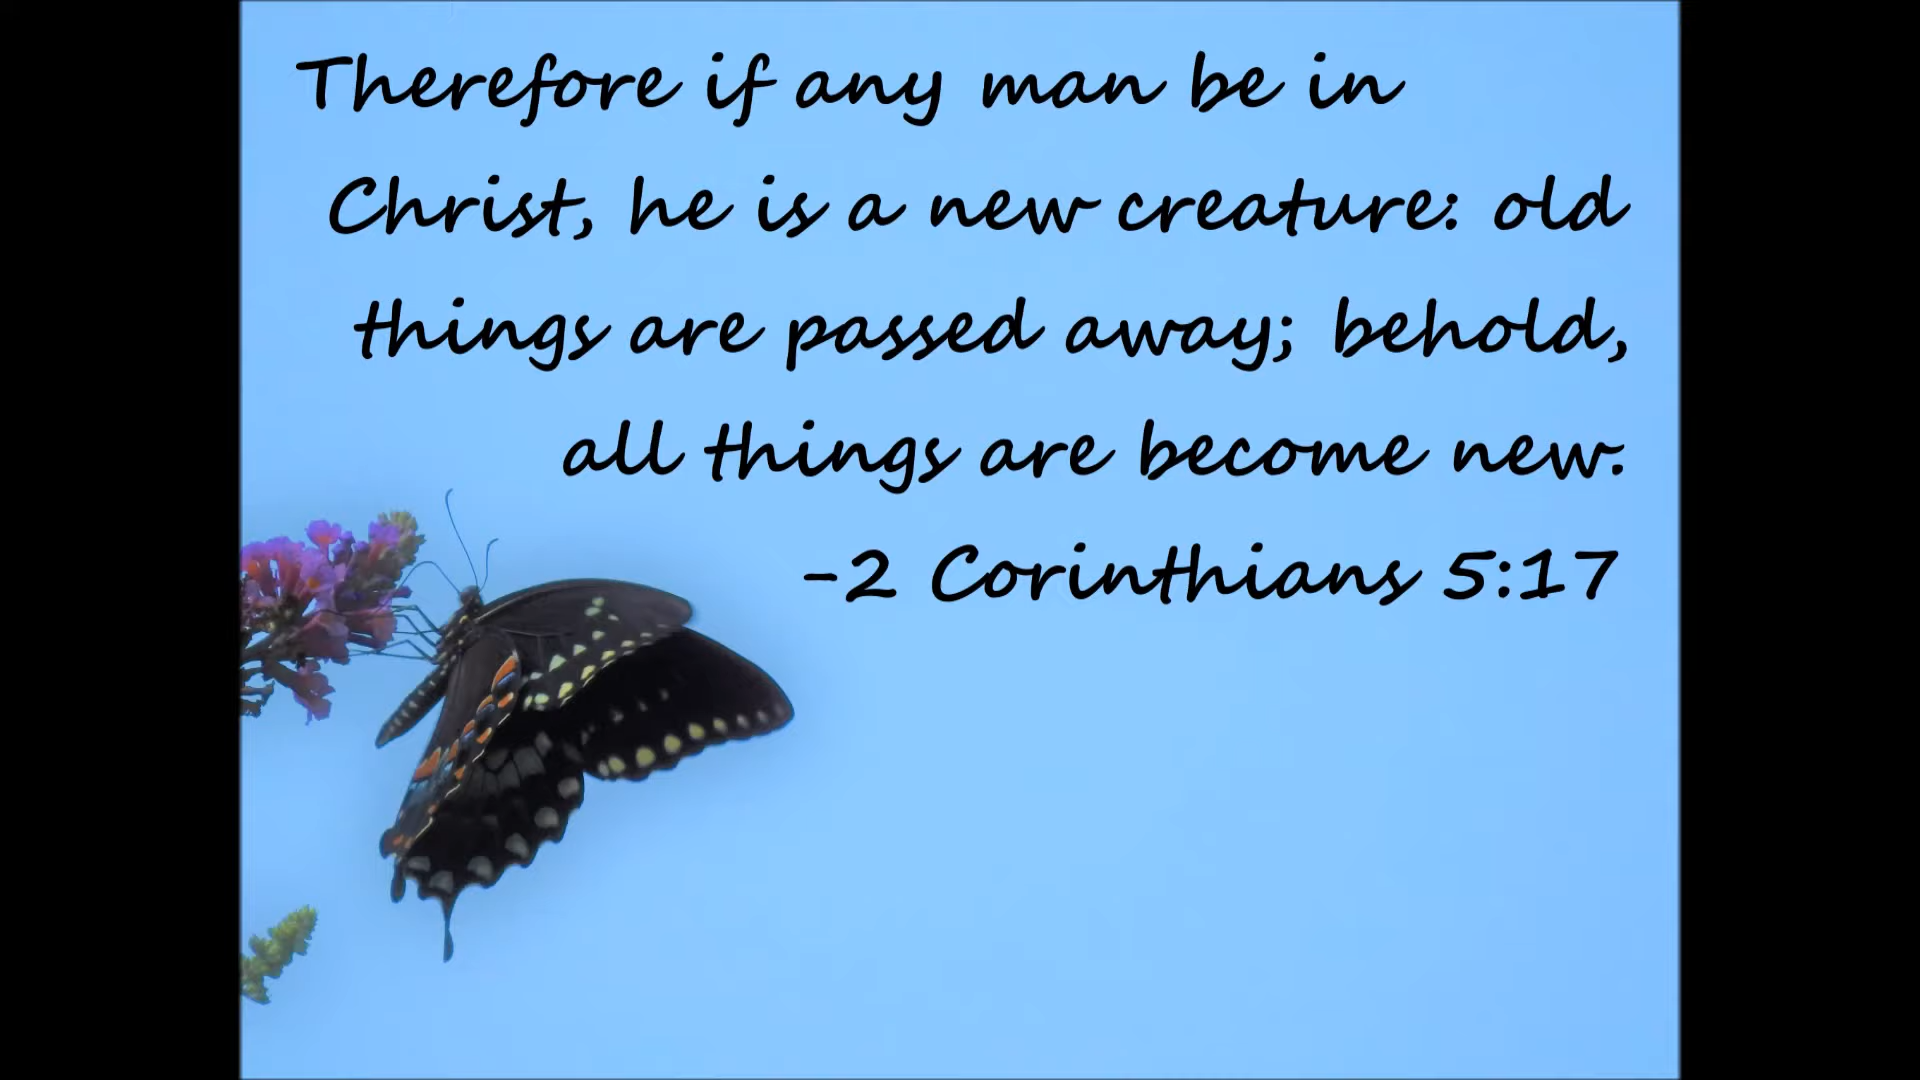 Therefore if any man be in
Christ, he is a new creature: old
things are passed away; behold,
all things are become new.
-2 Corinthians 5:17